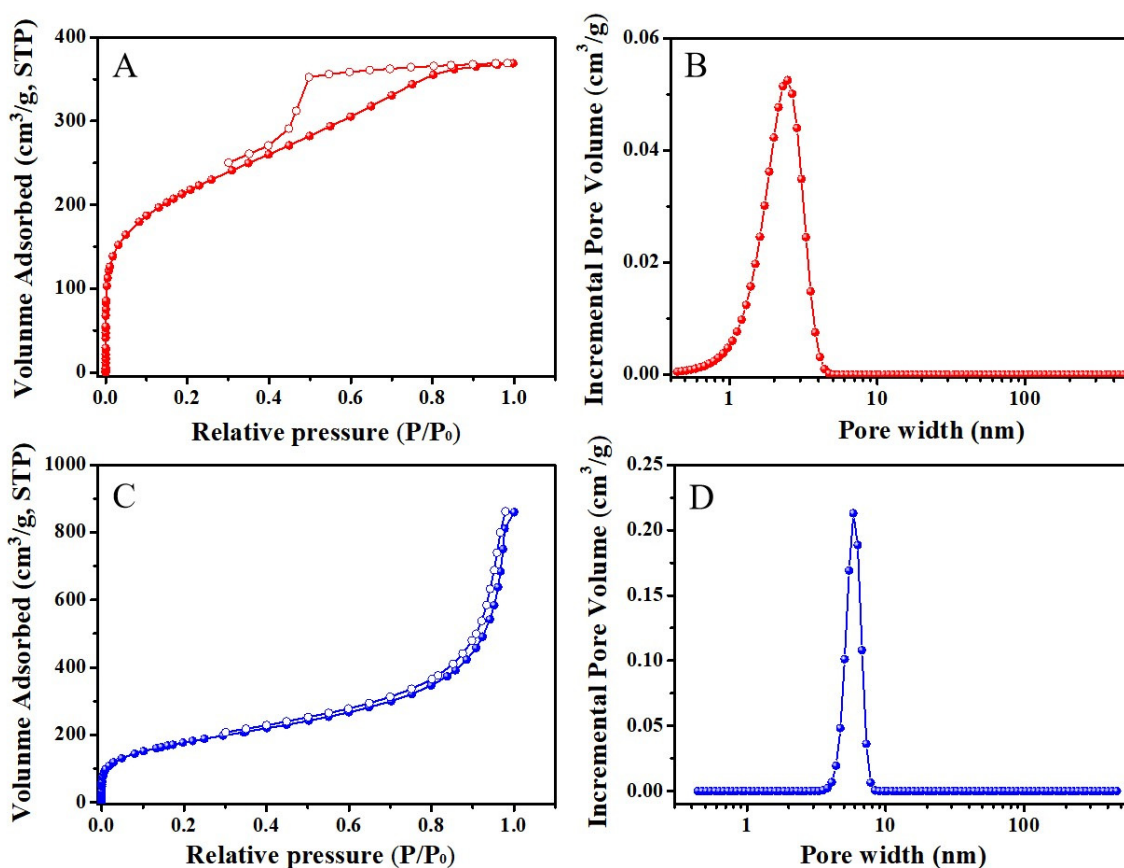 A
Volunme Adsorbed (cm³/g, STP)
400
300
200
100
0
0.0 0.2 0.4 0.6 0.8 1.0
Relative pressure (P/P₀)
B
Incremental Pore Volume (cm³/g)
0.06
0.04
0.02
0.00
1 10 100
Pore width (nm)
C
Volunme Adsorbed (cm³/g, STP)
1000
800
600
400
200
0
0.0 0.2 0.4 0.6 0.8 1.0
Relative pressure (P/P₀)
D
Incremental Pore Volume (cm³/g)
0.25
0.20
0.15
0.10
0.05
0.00
1 10 100
Pore width (nm)